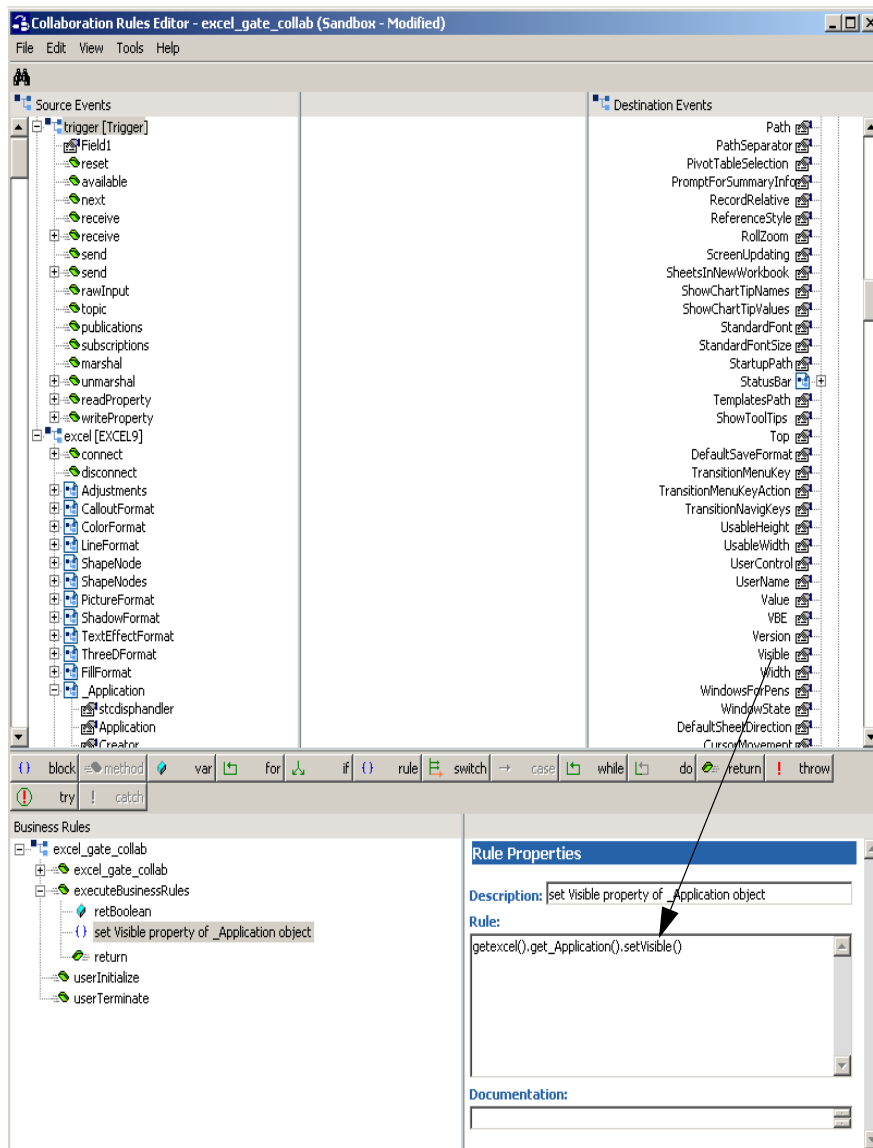 Collaboration Rules Editor - excel_gate_collab (Sandbox - Modified)
File Edit View Tools Help
Source Events
trigger [Trigger]
Field1
reset
available
next
receive
receive
send
send
rawInput
topic
publications
subscriptions
marshal
unmarshal
readProperty
writeProperty
excel [EXCEL9]
connect
disconnect
Adjustments
CalloutFormat
ColorFormat
LineFormat
ShapeNode
ShapeNodes
PictureFormat
ShadowFormat
TextEffectFormat
ThreeDFormat
FillFormat
_Application
stcdisphandler
Application
Creator
Destination Events
Path
PathSeparator
PivotTableSelection
PromptForSummaryInfo
RecordRelative
ReferenceStyle
RollZoom
ScreenUpdating
SheetsInNewWorkbook
ShowChartTipNames
ShowChartTipValues
StandardFont
StandardFontSize
StartupPath
StatusBar
TemplatesPath
ShowToolTips
Top
DefaultSaveFormat
TransitionMenuKey
TransitionMenuKeyAction
TransitionNavigKeys
UsableHeight
UsableWidth
UserControl
UserName
Value
VBE
Version
Visible
Width
WindowsForPens
WindowState
DefaultSheetDirection
CursorMovement
block method var for if rule switch case while do return throw
try catch
Business Rules
excel_gate_collab
excel_gate_collab
executeBusinessRules
retBoolean
set Visible property of _Application object
return
userInitialize
userTerminate
Rule Properties
Description: set Visible property of _Application object
Rule:
getexcel().get_Application().setVisible()
Documentation: